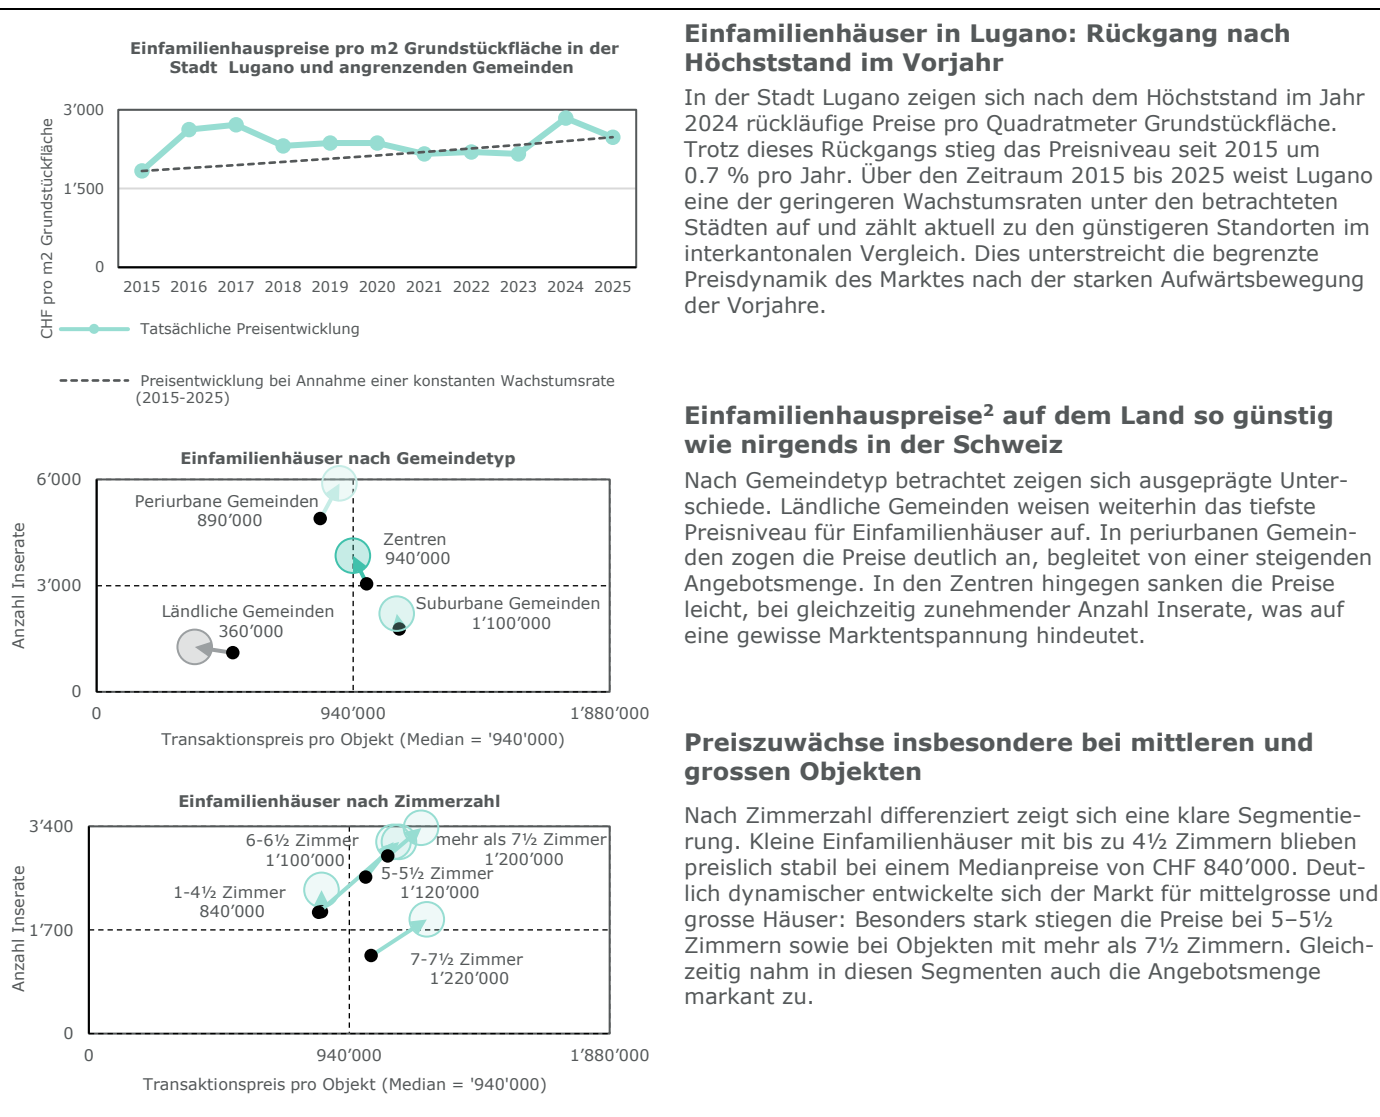 Einfamilienhauspreise pro m2 Grundstückfläche in der
Stadt  Lugano und angrenzenden Gemeinden
CHF pro m2 Grundstückfläche
3’000
1’500
0
2015 2016 2017 2018 2019 2020 2021 2022 2023 2024 2025
Tatsächliche Preisentwicklung
Preisentwicklung bei Annahme einer konstanten Wachstumsrate
(2015-2025)
Einfamilienhäuser in Lugano: Rückgang nach
Höchststand im Vorjahr
In der Stadt Lugano zeigen sich nach dem Höchststand im Jahr
2024 rückläufige Preise pro Quadratmeter Grundstückfläche.
Trotz dieses Rückgangs stieg das Preisniveau seit 2015 um
0.7 % pro Jahr. Über den Zeitraum 2015 bis 2025 weist Lugano
eine der geringeren Wachstumsraten unter den betrachteten
Städten auf und zählt aktuell zu den günstigeren Standorten im
interkantonalen Vergleich. Dies unterstreicht die begrenzte
Preisdynamik des Marktes nach der starken Aufwärtsbewegung
der Vorjahre.
Einfamilienhäuser nach Gemeindetyp
Anzahl Inserate
6’000
3’000
0
Periurbane Gemeinden
890’000
Zentren
940’000
Ländliche Gemeinden
360’000
Suburbane Gemeinden
1’100’000
0
940’000
1’880’000
Transaktionspreis pro Objekt (Median = '940'000)
Einfamilienhauspreise² auf dem Land so günstig
wie nirgends in der Schweiz
Nach Gemeindetyp betrachtet zeigen sich ausgeprägte Unter-
schiede. Ländliche Gemeinden weisen weiterhin das tiefste
Preisniveau für Einfamilienhäuser auf. In periurbanen Gemein-
den zogen die Preise deutlich an, begleitet von einer steigenden
Angebotsmenge. In den Zentren hingegen sanken die Preise
leicht, bei gleichzeitig zunehmender Anzahl Inserate, was auf
eine gewisse Marktentspannung hindeutet.
Einfamilienhäuser nach Zimmerzahl
Anzahl Inserate
3’400
1’700
0
6-6½ Zimmer
1’100’000
mehr als 7½ Zimmer
1’200’000
5-5½ Zimmer
1’120’000
1-4½ Zimmer
840’000
7-7½ Zimmer
1’220’000
0
940’000
1’880’000
Transaktionspreis pro Objekt (Median = '940'000)
Preiszuwächse insbesondere bei mittleren und
grossen Objekten
Nach Zimmerzahl differenziert zeigt sich eine klare Segmentie-
rung. Kleine Einfamilienhäuser mit bis zu 4½ Zimmern blieben
preislich stabil bei einem Medianpreise von CHF 840’000. Deut-
lich dynamischer entwickelte sich der Markt für mittelgrosse und
grosse Häuser: Besonders stark stiegen die Preise bei 5–5½
Zimmern sowie bei Objekten mit mehr als 7½ Zimmern. Gleich-
zeitig nahm in diesen Segmenten auch die Angebotsmenge
markant zu.